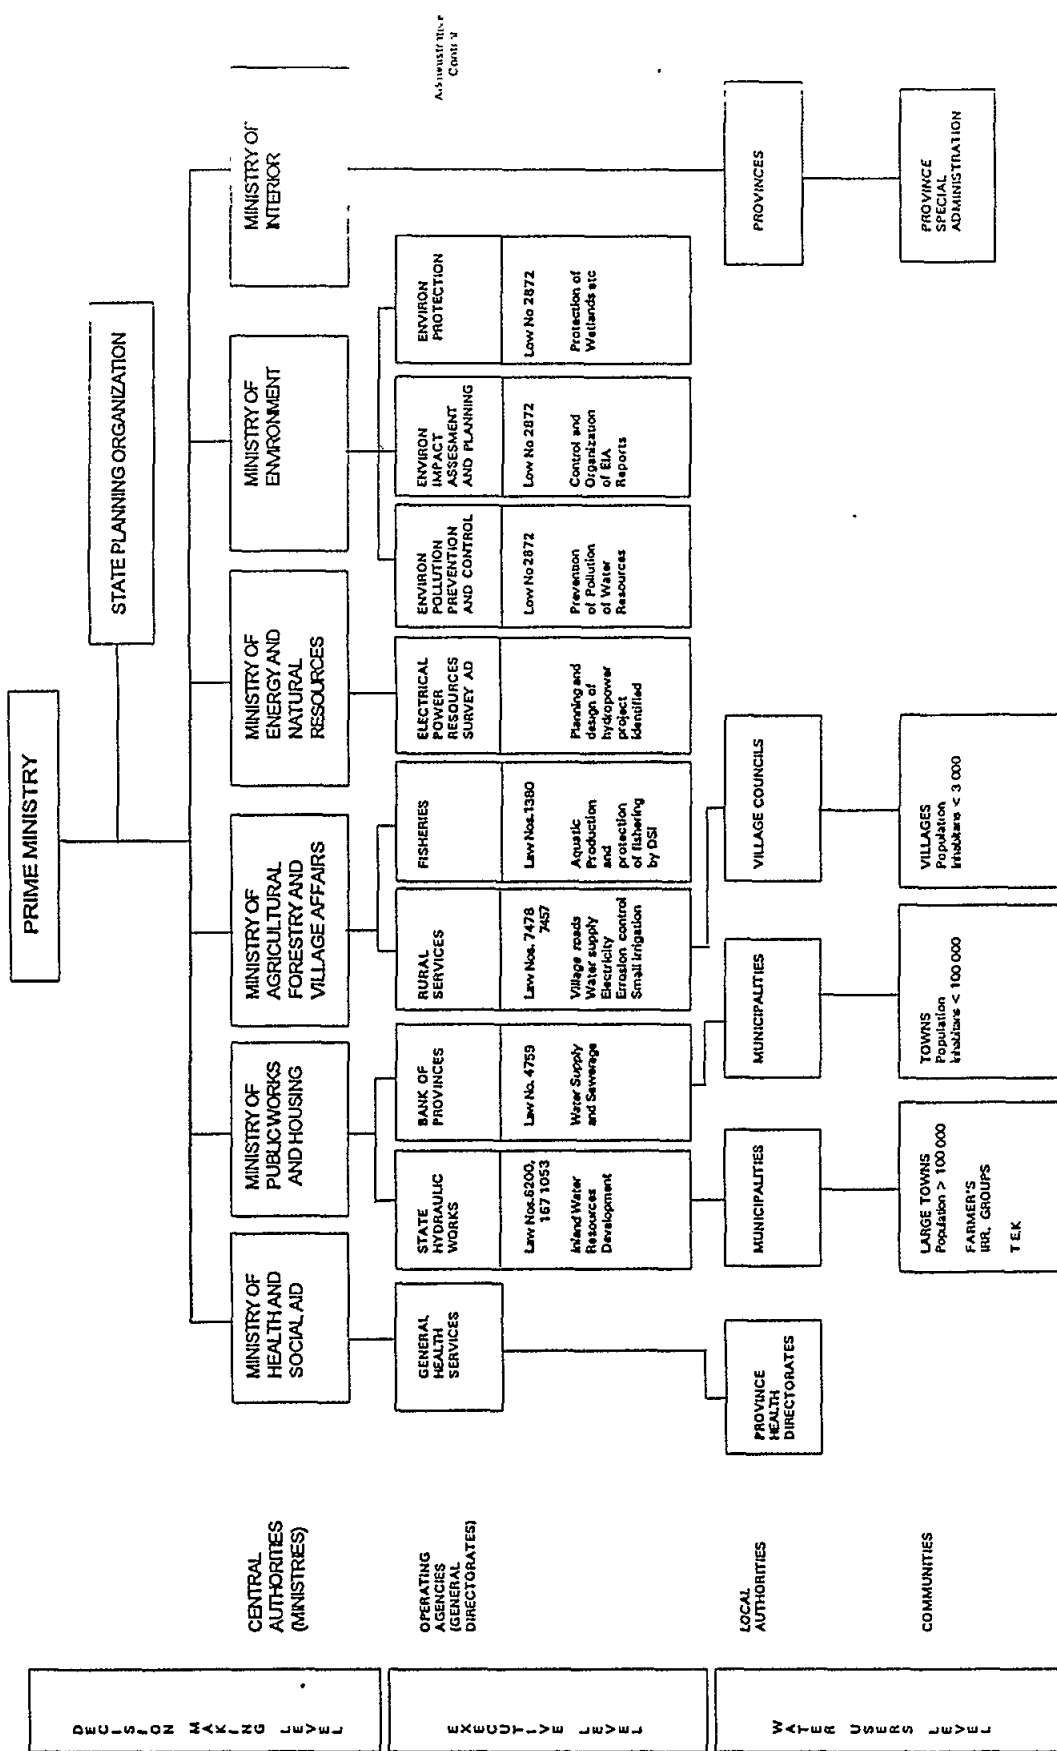 PRIME MINISTRY
STATE PLANNING ORGANIZATION
DECISION MAKING LEVEL
CENTRAL
AUTHORITIES
(MINISTRIES)
MINISTRY OF
HEALTH AND
SOCIAL AID
MINISTRY OF
PUBLIC WORKS
AND HOUSING
MINISTRY OF
AGRICULTURAL
FORESTRY AND
VILLAGE AFFAIRS
MINISTRY OF
ENERGY AND
NATURAL
RESOURCES
MINISTRY OF
ENVIRONMENT
MINISTRY OF
INTERIOR
EXECUTIVE LEVEL
OPERATING
AGENCIES
(GENERAL
DIRECTORATES)
GENERAL
HEALTH
SERVICES
STATE
HYDRAULIC
WORKS
Law Nos.6200,
167 1053
Inland Water
Resources
Development
BANK OF
PROVINCES
Law No. 4759
Water Supply
and Sewerage
RURAL
SERVICES
Law Nos. 7478
7457
Village roads
Water supply
Electricity
Errosion control
Small irrigation
FISHERIES
Law Nos.1380
Aquatic
Production
and
protection
of fishering
by DSI
ELECTRICAL
POWER
RESOURCES
SURVEY AD
Planning and
design of
hydropower
project
identified
ENVIRON
POLLUTION
PREVENTION
AND CONTROL
Low No 2872
Prevention
of Pollution
of Water
Resources
ENVIRON
IMPACT
ASSESMENT
AND PLANNING
Low No 2872
Control and
Organization
of EIA
Reports
ENVIRON
PROTECTION
Low No 2872
Protection of
Wetlands etc
Administrative
Control
WATER USERS LEVEL
LOCAL
AUTHORITIES
PROVINCE
HEALTH
DIRECTORATES
MUNICIPALITIES
MUNICIPALITIES
VILLAGE COUNCILS
PROVINCES
COMMUNITIES
LARGE TOWNS
Population > 100 000
FARMER'S
IRR. GROUPS
T E K
TOWNS
Population
Inhabitans < 100 000
VILLAGES
Population
Inhabitans < 3 000
PROVINCE
SPECIAL
ADMINISTRATION